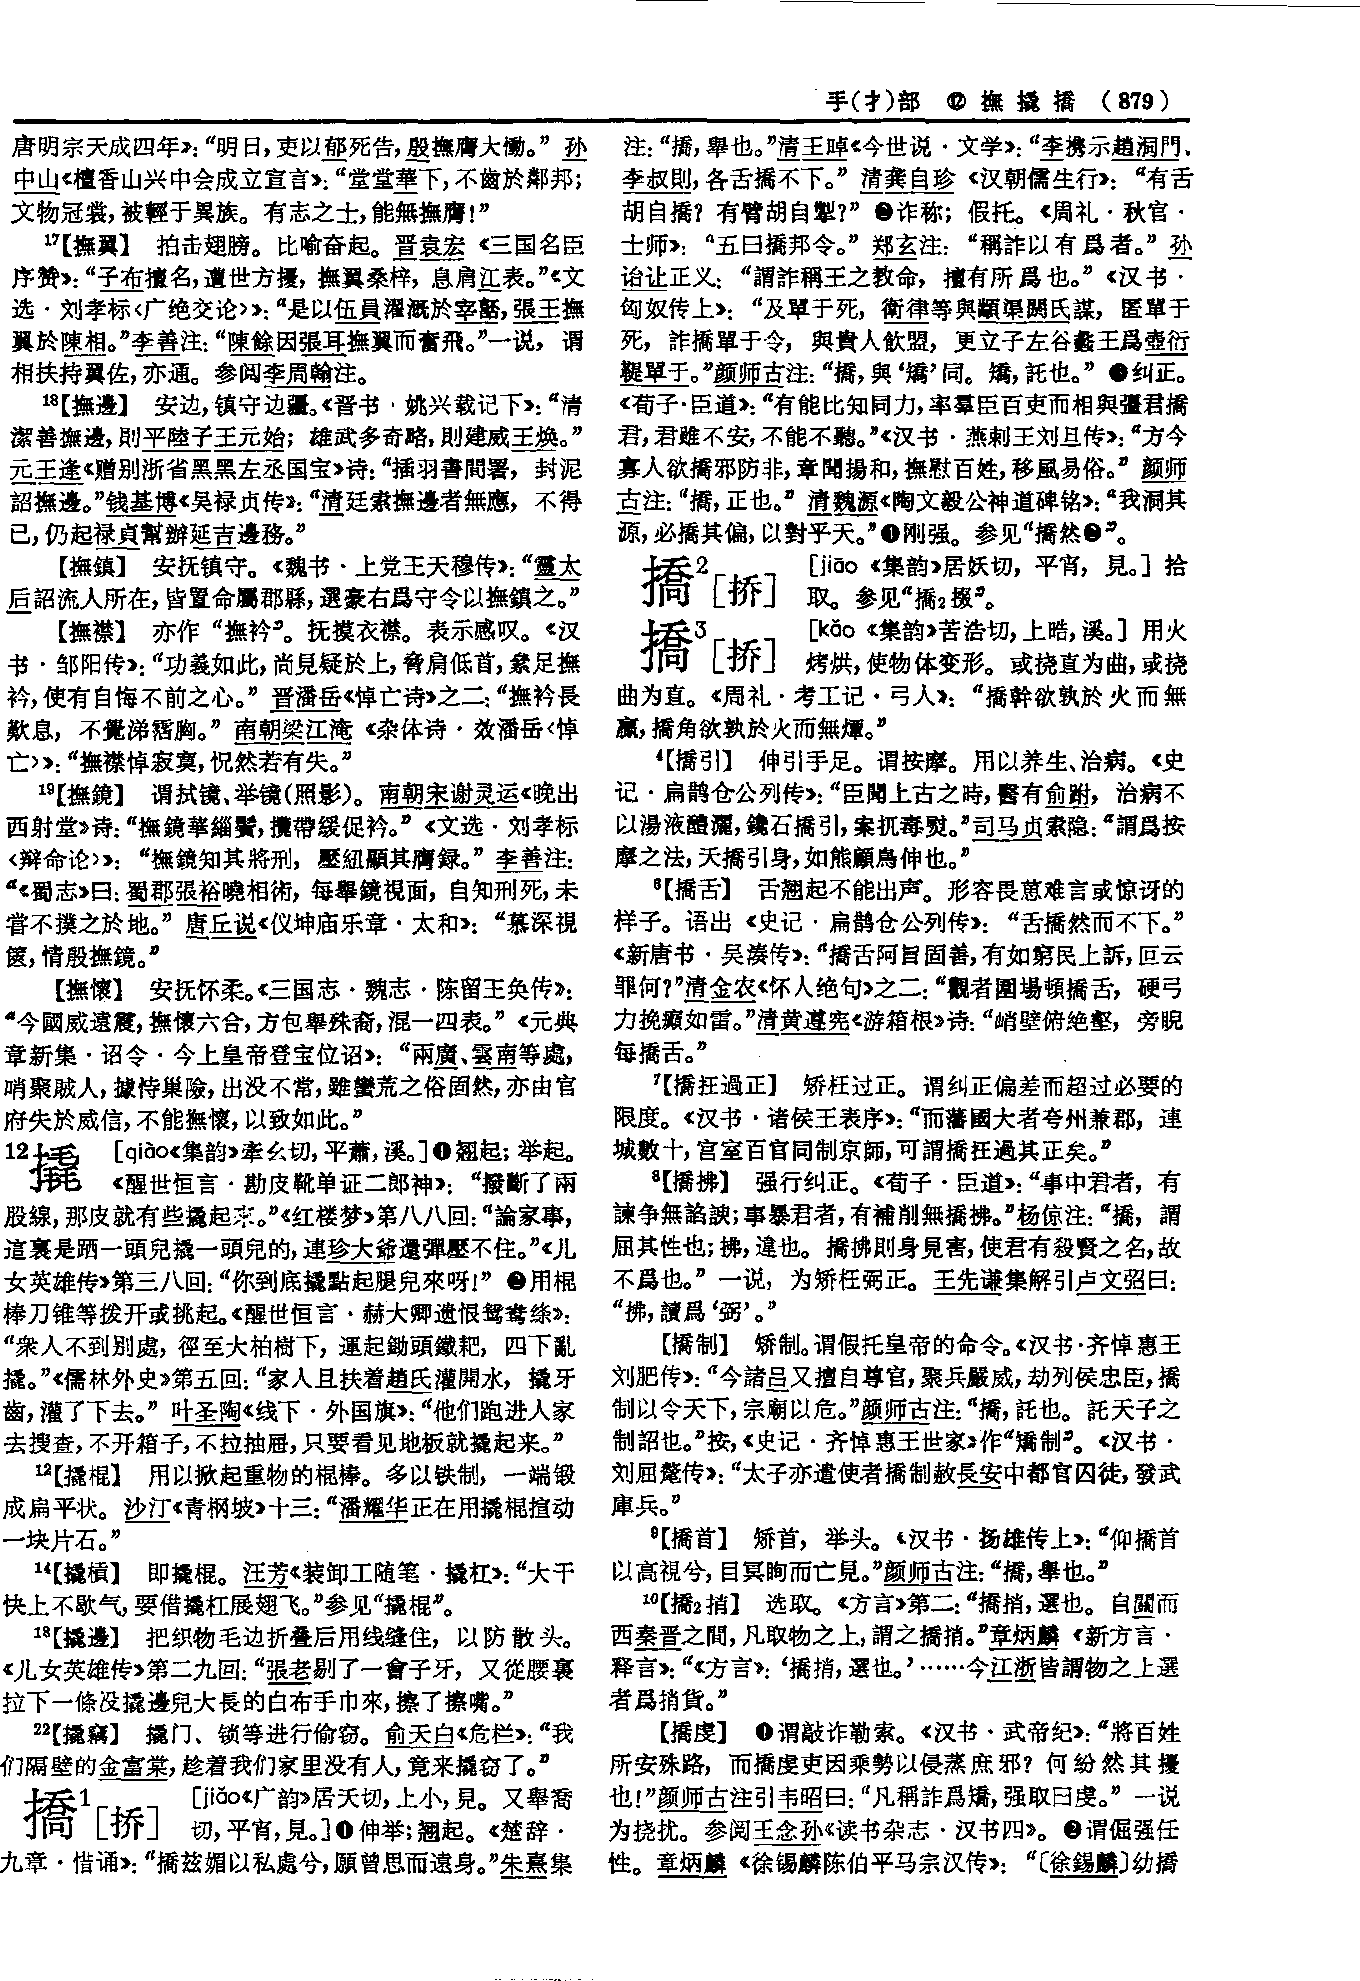 手(扌)部 ⑫ 撫 撬 撟 (879)
唐明宗天成四年》：“明日，吏以郁死告，殷撫膺大慟。” 孙
中山《檀香山兴中会成立宣言》：“堂堂華下，不齒於鄰邦；
文物冠裳，被輕于異族。有志之士，能無撫膺！”
17【撫翼】 拍击翅膀。比喻奋起。晋袁宏《三国名臣
序赞》：“子布擅名，遭世方擾，撫翼桑梓，息肩江表。”《文
选·刘孝标〈广绝交论〉》：“是以伍員濯溉於宰嚭，張王撫
翼於陳相。”李善注：“陳餘因張耳撫翼而奮飛。”一说，谓
相扶持翼佐，亦通。参阅李周翰注。
18【撫邊】 安边，镇守边疆。《晋书·姚兴载记下》：“清
潔善撫邊，則平陸子王元始；雄武多奇略，則建威王焕。”
元王逢《赠别浙省黑黑左丞国宝》诗：“插羽書閒署，封泥
詔撫邊。”钱基博《吴禄贞传》：“清廷索撫邊者無應，不得
已，仍起禄貞幫辦延吉邊務。”
【撫鎮】 安抚镇守。《魏书·上党王天穆传》：“靈太
后詔流人所在，皆置命屬郡縣，選豪右爲守令以撫鎮之。”
【撫襟】 亦作“撫衿”。抚摸衣襟。表示感叹。《汉
书·邹阳传》：“功義如此，尚見疑於上，脅肩低首，絫足撫
衿，使有自悔不前之心。” 晋潘岳《悼亡诗》之二：“撫衿長
歎息，不覺涕霑胸。” 南朝梁江淹《杂体诗·效潘岳〈悼
亡〉》：“撫襟悼寂寞，怳然若有失。”
19【撫鏡】 谓拭镜、举镜(照影)。南朝宋谢灵运《晚出
西射堂》诗：“撫鏡華緇鬢，攬帶緩促衿。” 《文选·刘孝标
〈辩命论〉》：“撫鏡知其將刑，壓紐顯其膺録。” 李善注：
“《蜀志》曰：蜀郡張裕曉相術，每舉鏡視面，自知刑死，未
嘗不撲之於地。” 唐丘说《仪坤庙乐章·太和》：“慕深視
篋，情殷撫鏡。”
【撫懷】 安抚怀柔。《三国志·魏志·陈留王奂传》：
“今國威遠震，撫懷六合，方包舉殊裔，混一四表。” 《元典
章新集·诏令·今上皇帝登宝位诏》：“兩廣、雲南等處，
哨聚賊人，據恃巢險，出没不常，雖蠻荒之俗固然，亦由官
府失於威信，不能撫懷，以致如此。”
12撬 [qiào《集韵》牵幺切，平蕭，溪。]❶翘起；举起。
《醒世恒言·勘皮靴单证二郎神》：“撥斷了兩
股線，那皮就有些撬起来。”《红楼梦》第八八回：“論家事，
這裏是踩一頭兒撬一頭兒的，連珍大爺還彈壓不住。”《儿
女英雄传》第三八回：“你到底撬點起腿兒來呀！” ❷用棍
棒刀锥等拨开或挑起。《醒世恒言·赫大卿遗恨鸳鸯绦》：
“衆人不到别處，徑至大柏樹下，運起鋤頭鐵耙，四下亂
撬。”《儒林外史》第五回：“家人且扶着趙氏灌開水，撬牙
齒，灌了下去。” 叶圣陶《线下·外国旗》：“他们跑进人家
去搜查，不开箱子，不拉抽屉，只要看见地板就撬起来。”
12【撬棍】 用以掀起重物的棍棒。多以铁制，一端锻
成扁平状。沙汀《青枫坡》十三：“潘耀华正在用撬棍揎动
一块片石。”
14【撬槓】 即撬棍。汪芳《装卸工随笔·撬杠》：“大干
快上不歇气，要借撬杠展翅飞。”参见“撬棍”。
18【撬邊】 把织物毛边折叠后用线缝住，以防散头。
《儿女英雄传》第二九回：“張老剔了一會子牙，又從腰裏
拉下一條没撬邊兒大長的白布手巾來，擦了擦嘴。”
22【撬竊】 撬门、锁等进行偷窃。俞天白《危栏》：“我
们隔壁的金富棠，趁着我们家里没有人，竟来撬窃了。”
撟1[挢] [jiǎo《广韵》居夭切，上小，見。又舉喬
切，平宵，見。]❶伸举；翘起。《楚辞·
九章·惜诵》：“撟兹媚以私處兮，願曾思而遠身。”朱熹集
注：“撟，舉也。”清王晫《今世说·文学》：“李携示趙洞門、
李叔則，各舌撟不下。” 清龚自珍《汉朝儒生行》：“有舌
胡自撟？有臂胡自掣？” ❷诈称；假托。《周礼·秋官·
士师》：“五曰撟邦令。” 郑玄注：“稱詐以有爲者。” 孙
诒让正义：“謂詐稱王之教命，擅有所爲也。” 《汉书·
匈奴传上》：“及單于死，衛律等與顓渠閼氏謀，匿單于
死，詐撟單于令，與貴人飲盟，更立子左谷蠡王爲壺衍
鞮單于。”颜师古注：“撟，與‘矯’同。矯，託也。” ❸纠正。
《荀子·臣道》：“有能比知同力，率羣臣百吏而相與彊君撟
君，君雖不安，不能不聽。”《汉书·燕刺王刘旦传》：“方今
寡人欲撟邪防非，章聞揚和，撫慰百姓，移風易俗。” 颜师
古注：“撟，正也。” 清魏源《陶文毅公神道碑铭》：“我洞其
源，必撟其偏，以對乎天。”❹刚强。参见“撟然❷”。
撟2[挢] [jiāo《集韵》居妖切，平宵，見。] 拾
取。参见“撟2掇”。
撟3[挢] [kǎo《集韵》苦浩切，上晧，溪。] 用火
烤烘，使物体变形。或挠直为曲，或挠
曲为直。《周礼·考工记·弓人》：“撟幹欲孰於火而無
贏，撟角欲孰於火而無燂。”
4【撟引】 伸引手足。谓按摩。用以养生、治病。《史
记·扁鹊仓公列传》：“臣聞上古之時，醫有俞跗，治病不
以湯液醴灑，鑱石撟引，案扤毒熨。”司马贞索隐：“謂爲按
摩之法，夭撟引身，如熊顧鳥伸也。”
6【撟舌】 舌翘起不能出声。形容畏葸难言或惊讶的
样子。语出《史记·扁鹊仓公列传》：“舌撟然而不下。”
《新唐书·吴凑传》：“撟舌阿旨固善，有如窮民上訴，叵云
罪何？”清金农《怀人绝句》之二：“觀者圍場頓撟舌，硬弓
力挽癲如雷。”清黄遵宪《游箱根》诗：“峭壁俯絶壑，旁睨
每撟舌。”
7【撟枉過正】 矫枉过正。谓纠正偏差而超过必要的
限度。《汉书·诸侯王表序》：“而藩國大者夸州兼郡，連
城數十，宫室百官同制京師，可謂撟枉過其正矣。”
8【撟拂】 强行纠正。《荀子·臣道》：“事中君者，有
諫争無諂諛；事暴君者，有補削無撟拂。”杨倞注：“撟，謂
屈其性也；拂，違也。撟拂則身見害，使君有殺賢之名，故
不爲也。” 一说，为矫枉弼正。王先谦集解引卢文弨曰：
“拂，讀爲‘弼’。”
【撟制】 矫制。谓假托皇帝的命令。《汉书·齐悼惠王
刘肥传》：“今諸吕又擅自尊官，聚兵嚴威，劫列侯忠臣，撟
制以令天下，宗廟以危。”颜师古注：“撟，託也。託天子之
制詔也。”按，《史记·齐悼惠王世家》作“矯制”。《汉书·
刘屈氂传》：“太子亦遣使者撟制赦長安中都官囚徒，發武
庫兵。”
9【撟首】 矫首，举头。《汉书·扬雄传上》：“仰撟首
以高視兮，目冥眴而亡見。”颜师古注：“撟，舉也。”
10【撟2捎】 选取。《方言》第二：“撟捎，選也。自關而
西秦晋之間，凡取物之上，謂之撟捎。”章炳麟《新方言·
释言》：“《方言》：‘撟捎，選也。’……今江浙皆謂物之上選
者爲捎貨。”
【撟虔】 ❶谓敲诈勒索。《汉书·武帝纪》：“將百姓
所安殊路，而撟虔吏因乘勢以侵蒸庶邪？何紛然其擾
也！”颜师古注引韦昭曰：“凡稱詐爲矯，强取曰虔。” 一说
为挠扰。参阅王念孙《读书杂志·汉书四》。❷谓倔强任
性。章炳麟《徐锡麟陈伯平马宗汉传》：“〔徐錫麟〕幼撟